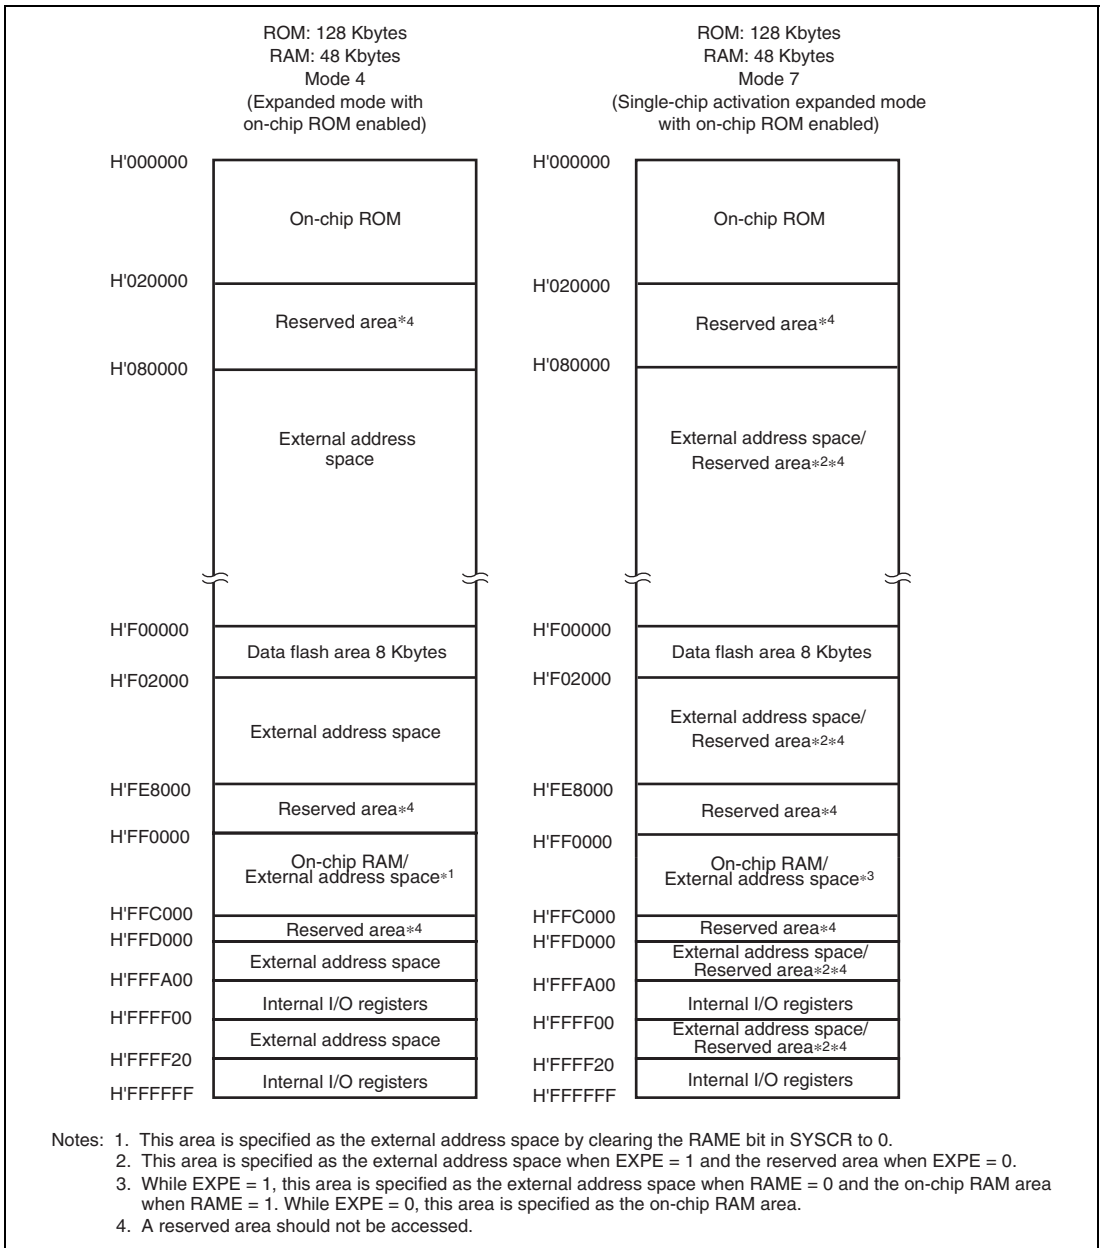 ROM: 128 Kbytes
RAM: 48 Kbytes
Mode 4
(Expanded mode with
on-chip ROM enabled)
H'000000
On-chip ROM
H'020000
Reserved area*4
H'080000
External address
space
H'F00000
Data flash area 8 Kbytes
H'F02000
External address space
H'FE8000
Reserved area*4
H'FF0000
On-chip RAM/
External address space*1
H'FFC000
Reserved area*4
H'FFD000
External address space
H'FFFA00
Internal I/O registers
H'FFFF00
External address space
H'FFFF20
Internal I/O registers
H'FFFFFF
ROM: 128 Kbytes
RAM: 48 Kbytes
Mode 7
(Single-chip activation expanded mode
with on-chip ROM enabled)
H'000000
On-chip ROM
H'020000
Reserved area*4
H'080000
External address space/
Reserved area*2*4
H'F00000
Data flash area 8 Kbytes
H'F02000
External address space/
Reserved area*2*4
H'FE8000
Reserved area*4
H'FF0000
On-chip RAM/
External address space*3
H'FFC000
Reserved area*4
H'FFD000
External address space/
Reserved area*2*4
H'FFFA00
Internal I/O registers
H'FFFF00
External address space/
Reserved area*2*4
H'FFFF20
Internal I/O registers
H'FFFFFF
Notes: 1. This area is specified as the external address space by clearing the RAME bit in SYSCR to 0.
2. This area is specified as the external address space when EXPE = 1 and the reserved area when EXPE = 0.
3. While EXPE = 1, this area is specified as the external address space when RAME = 0 and the on-chip RAM area
when RAME = 1. While EXPE = 0, this area is specified as the on-chip RAM area.
4. A reserved area should not be accessed.